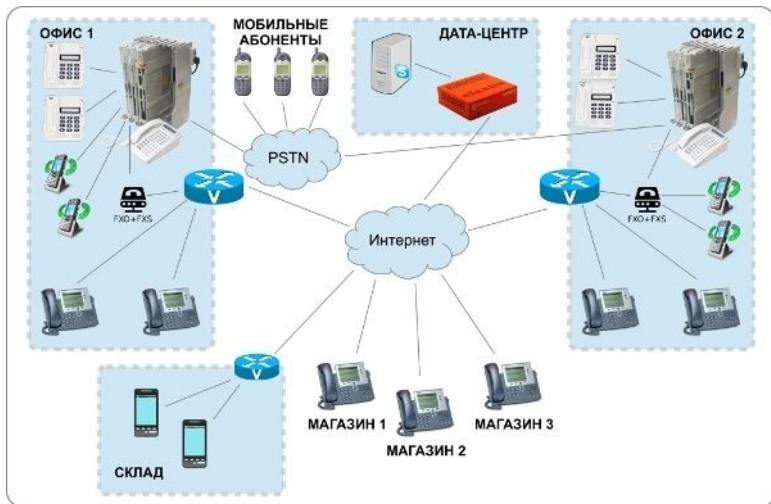 ОФИС 1
МОБИЛЬНЫЕ
АБОНЕНТЫ
ДАТА-ЦЕНТР
ОФИС 2
PSTN
FXO+FXS
V
Интернет
V
FXO+FXS
V
МАГАЗИН 1
МАГАЗИН 2
МАГАЗИН 3
СКЛАД